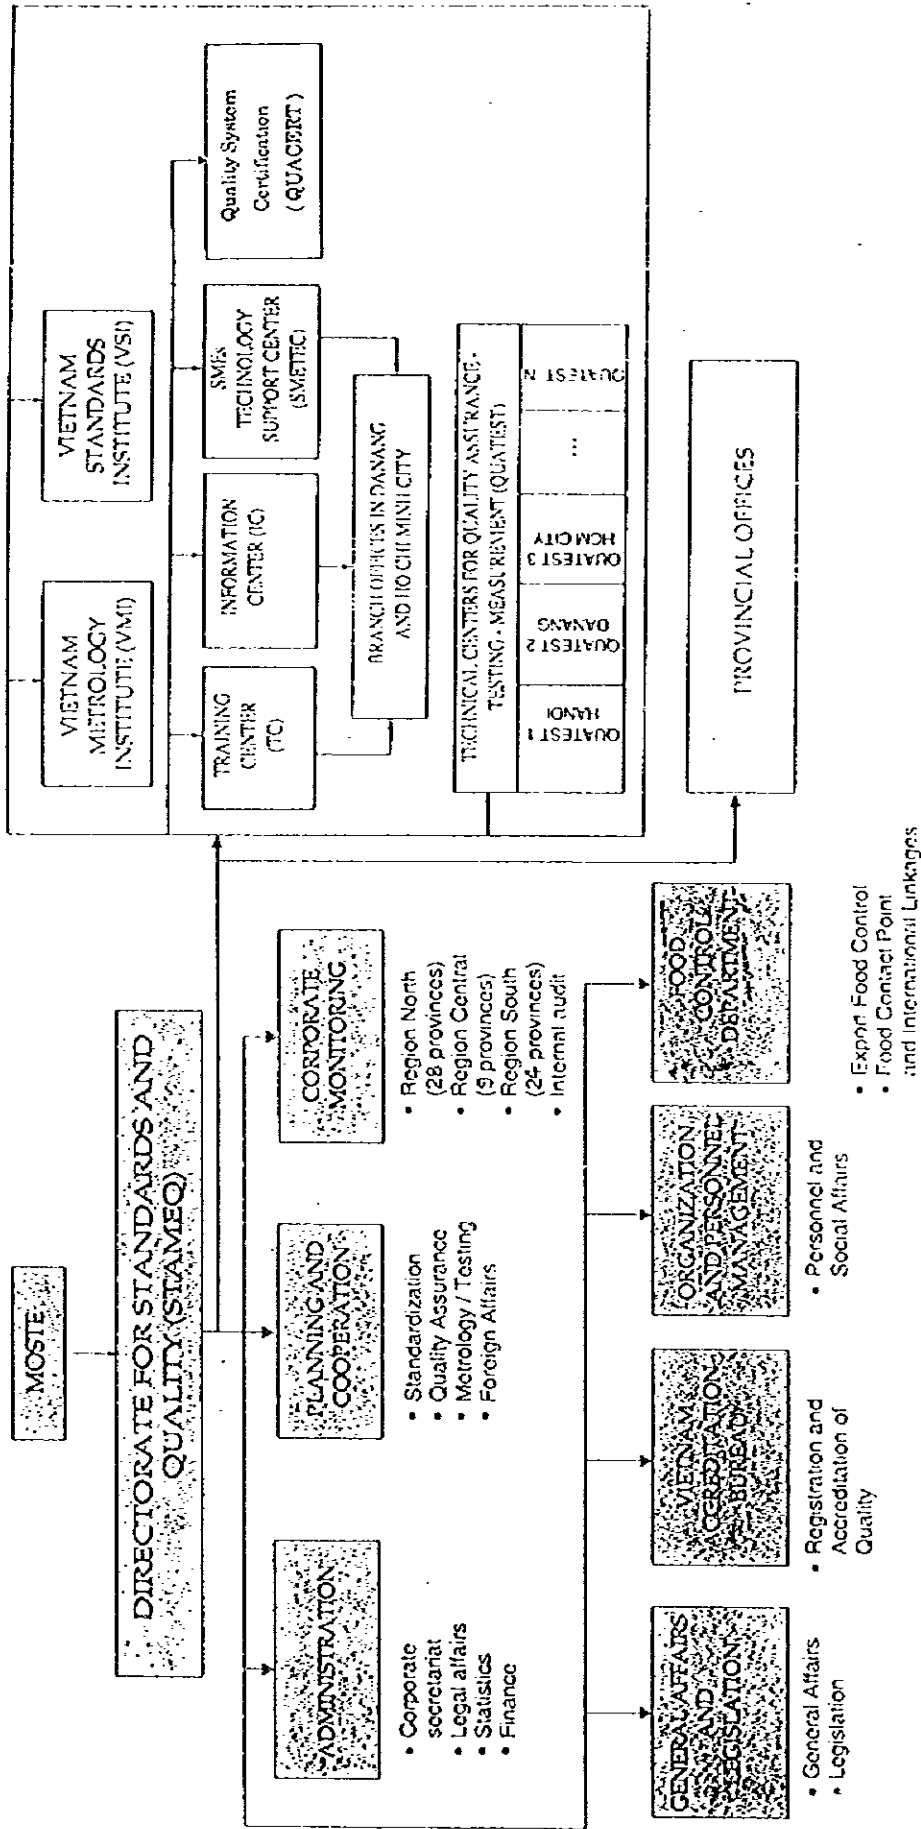 MOSTE
DIRECTORATE FOR STANDARDS AND
QUALITY (STAMEQ)
ADMINISTRATION
• Corporate
secretariat
• Legal affairs
• Statistics
• Finance
PLANNING AND
COOPERATION
• Standardization
• Quality Assurance
• Metrology / Testing
• Foreign Affairs
CORPORATE
MONITORING
• Region North
(28 provinces)
• Region Central
(9 provinces)
• Region South
(24 provinces)
• Internal audit
GENERAL AFFAIRS
AND
LEGISLATION
• General Affairs
• Legislation
VIETNAM
ACCREDITATION
BUREAU
• Registration and
Accreditation of
Quality
ORGANIZATION
AND PERSONNEL
MANAGEMENT
• Personnel and
Social Affairs
FOOD
CONTROL
DEPARTMENT
• Export Food Control
• Food Contact Point
and International Linkages
VIETNAM
METROLOGY
INSTITUTE (VMI)
VIETNAM
STANDARDS
INSTITUTE (VSI)
TRAINING
CENTER
(TC)
INFORMATION
CENTER (IC)
SMEs
TECHNOLOGY
SUPPORT CENTER
(SMETEC)
Quality System
Certification
( QUACERT )
BRANCH OFFICES IN DANANG
AND HO CHI MINH CITY
TECHNICAL CENTERS FOR QUALITY ASSURANCE -
TESTING - MEASUREMENT (QUATEST)
QUATEST 1
HANOI
QUATEST 2
DANANG
QUATEST 3
HCM CITY
...
QUATEST N
PROVINCIAL OFFICES